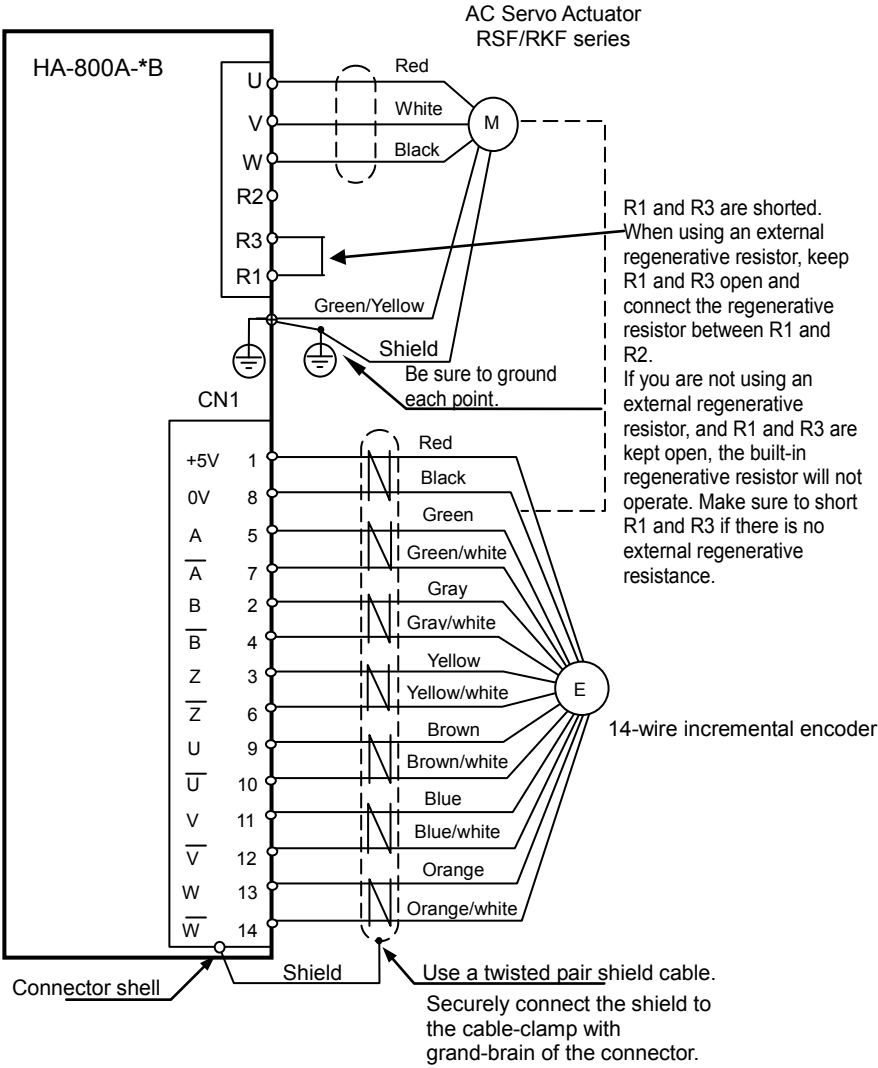 AC Servo Actuator
RSF/RKF series
HA-800A-*B
U
Red
V
White
M
W
Black
R2
R3
R1
R1 and R3 are shorted.
When using an external
regenerative resistor, keep
R1 and R3 open and
connect the regenerative
resistor between R1 and
R2.
If you are not using an
external regenerative
resistor, and R1 and R3 are
kept open, the built-in
regenerative resistor will not
operate. Make sure to short
R1 and R3 if there is no
external regenerative
resistance.
Green/Yellow
Shield
Be sure to ground
each point.
CN1
+5V 1 Red
0V 8 Black
A 5 Green
A̅ 7 Green/white
B 2 Gray
B̅ 4 Gray/white
Z 3 Yellow
Z̅ 6 Yellow/white
E
14-wire incremental encoder
U 9 Brown
U̅ 10 Brown/white
V 11 Blue
V̅ 12 Blue/white
W 13 Orange
W̅ 14 Orange/white
Connector shell
Shield
Use a twisted pair shield cable.
Securely connect the shield to
the cable-clamp with
grand-brain of the connector.